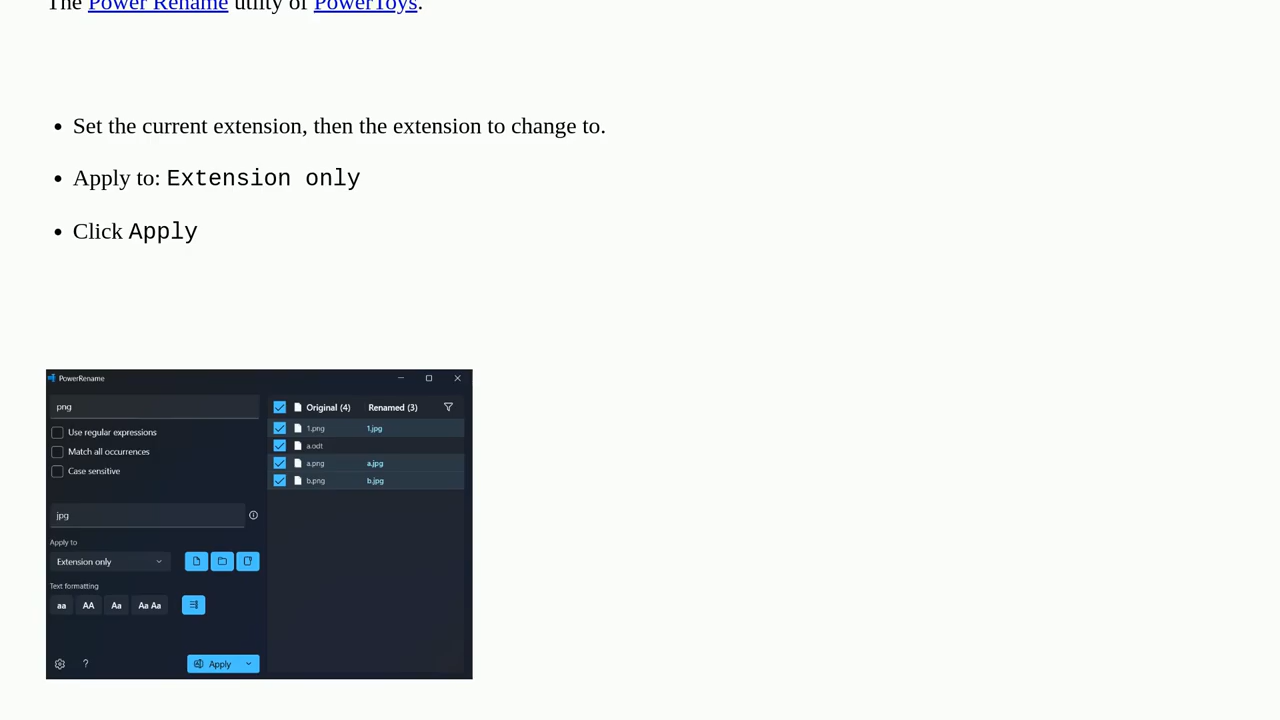 The Power Rename utlity of PowerToys.
Set the current extension, then the extension to change to.
Apply to: Extension only
Click Apply
PowerRename
png
Use regular expressions
Match all occurrences
Case sensitive
jpg
Apply to
Extension only
Text formatting
aa AA Aa Aa Aa
?
Apply
Original (4) Renamed (3)
1.png 1.jpg
a.odt
a.png a.jpg
b.png b.jpg